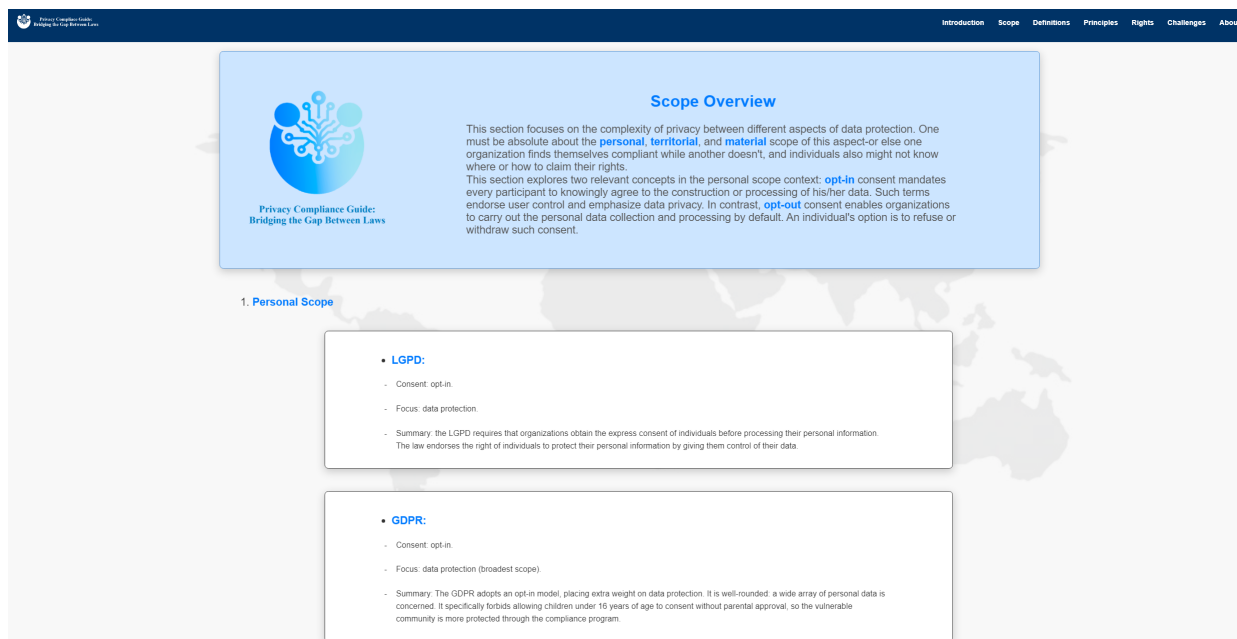 Privacy Compliance Guide:
Bridging the Gap Between Laws
Introduction Scope Definitions Principles Rights Challenges Abou
Scope Overview
This section focuses on the complexity of privacy between different aspects of data protection. One
must be absolute about the personal, territorial, and material scope of this aspect-or else one
organization finds themselves compliant while another doesn't, and individuals also might not know
where or how to claim their rights.
This section explores two relevant concepts in the personal scope context: opt-in consent mandates
every participant to knowingly agree to the construction or processing of his/her data. Such terms
endorse user control and emphasize data privacy. In contrast, opt-out consent enables organizations
to carry out the personal data collection and processing by default. An individual's option is to refuse or
withdraw such consent.
Privacy Compliance Guide:
Bridging the Gap Between Laws
1. Personal Scope
• LGPD:
- Consent: opt-in.
- Focus: data protection.
- Summary: the LGPD requires that organizations obtain the express consent of individuals before processing their personal information.
The law endorses the right of individuals to protect their personal information by giving them control of their data.
• GDPR:
- Consent: opt-in.
- Focus: data protection (broadest scope).
- Summary: The GDPR adopts an opt-in model, placing extra weight on data protection. It is well-rounded: a wide array of personal data is
concerned. It specifically forbids allowing children under 16 years of age to consent without parental approval, so the vulnerable
community is more protected through the compliance program.